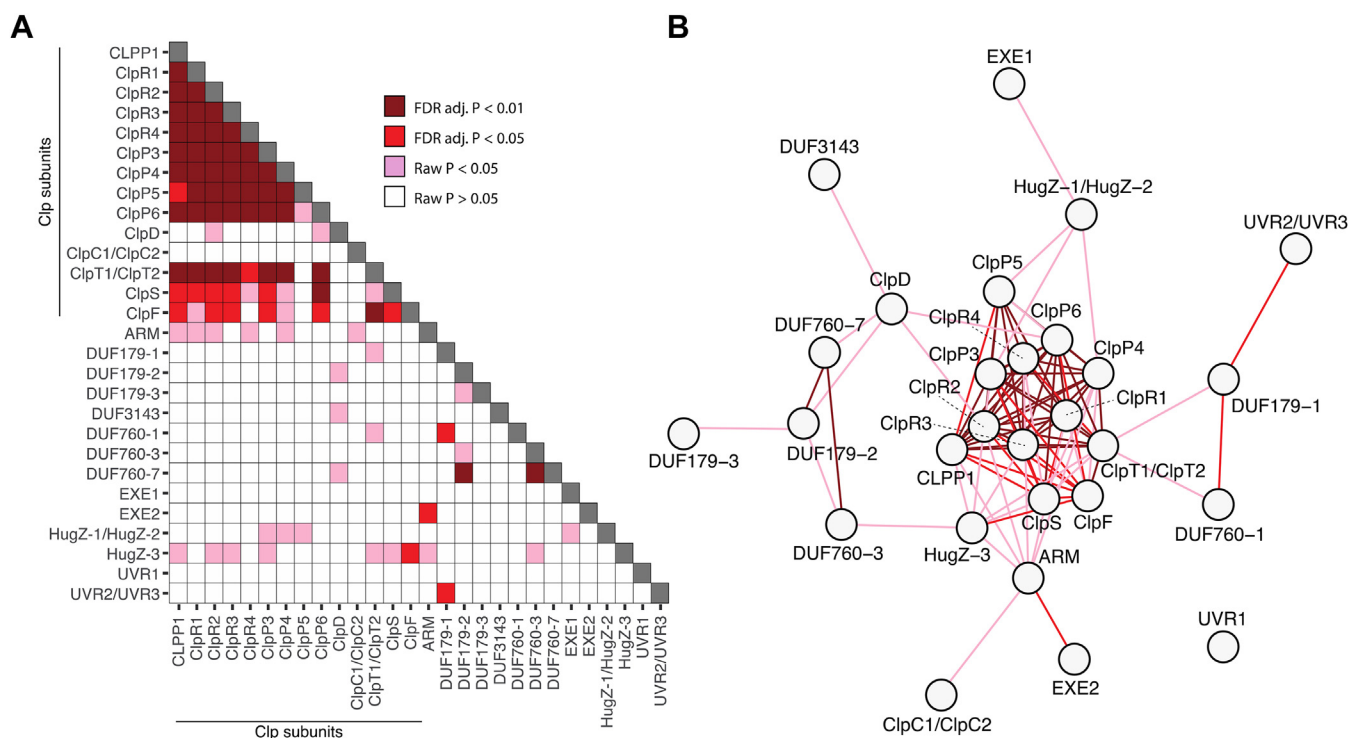 A
CLPP1
ClpR1
ClpR2
ClpR3
ClpR4
ClpP3
ClpP4
ClpP5
ClpP6
ClpD
ClpC1/ClpC2
ClpT1/ClpT2
ClpS
ClpF
ARM
DUF179-1
DUF179-2
DUF179-3
DUF3143
DUF760-1
DUF760-3
DUF760-7
EXE1
EXE2
HugZ-1/HugZ-2
HugZ-3
UVR1
UVR2/UVR3
Clp subunits
FDR adj. P < 0.01
FDR adj. P < 0.05
Raw P < 0.05
Raw P > 0.05
CLPP1
ClpR1
ClpR2
ClpR3
ClpR4
ClpP3
ClpP4
ClpP5
ClpP6
ClpD
ClpC1/ClpC2
ClpT1/ClpT2
ClpS
ClpF
ARM
DUF179-1
DUF179-2
DUF179-3
DUF3143
DUF760-1
DUF760-3
DUF760-7
EXE1
EXE2
HugZ-1/HugZ-2
HugZ-3
UVR1
UVR2/UVR3
Clp subunits
B
EXE1
DUF3143
HugZ−1/HugZ−2
UVR2/UVR3
ClpP5
ClpD
ClpP6
ClpR4
DUF760−7
ClpP4
ClpP3
ClpR2
ClpR1
DUF179−1
ClpR3
DUF179−2
DUF179−3
ClpT1/ClpT2
CLPP1
ClpS
ClpF
DUF760−1
DUF760−3
HugZ−3
ARM
UVR1
EXE2
ClpC1/ClpC2